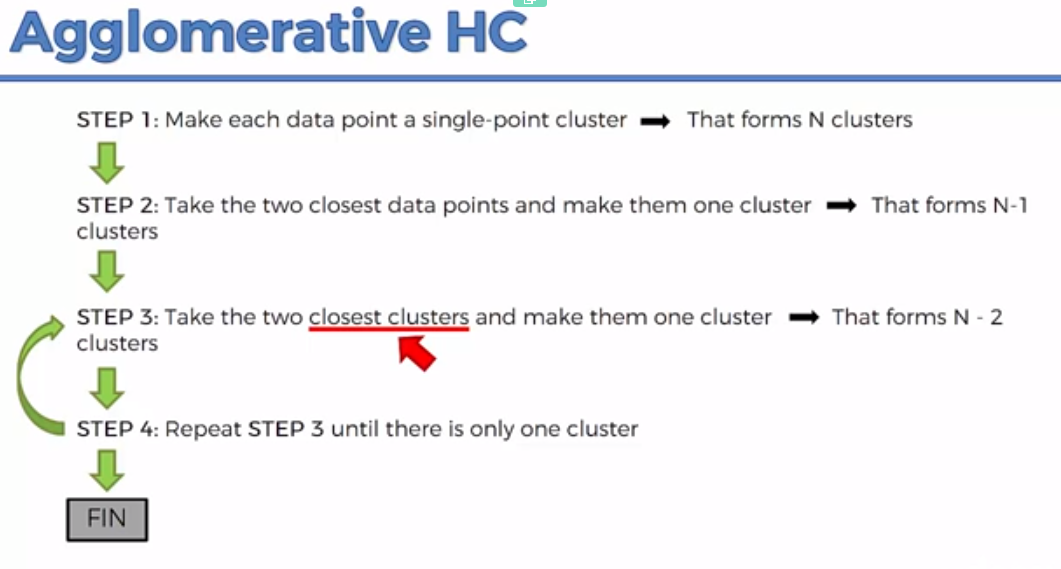 Agglomerative HC
STEP 1: Make each data point a single-point cluster ➡ That forms N clusters
STEP 2: Take the two closest data points and make them one cluster ➡ That forms N-1
clusters
STEP 3: Take the two closest clusters and make them one cluster ➡ That forms N - 2
clusters
STEP 4: Repeat STEP 3 until there is only one cluster
FIN